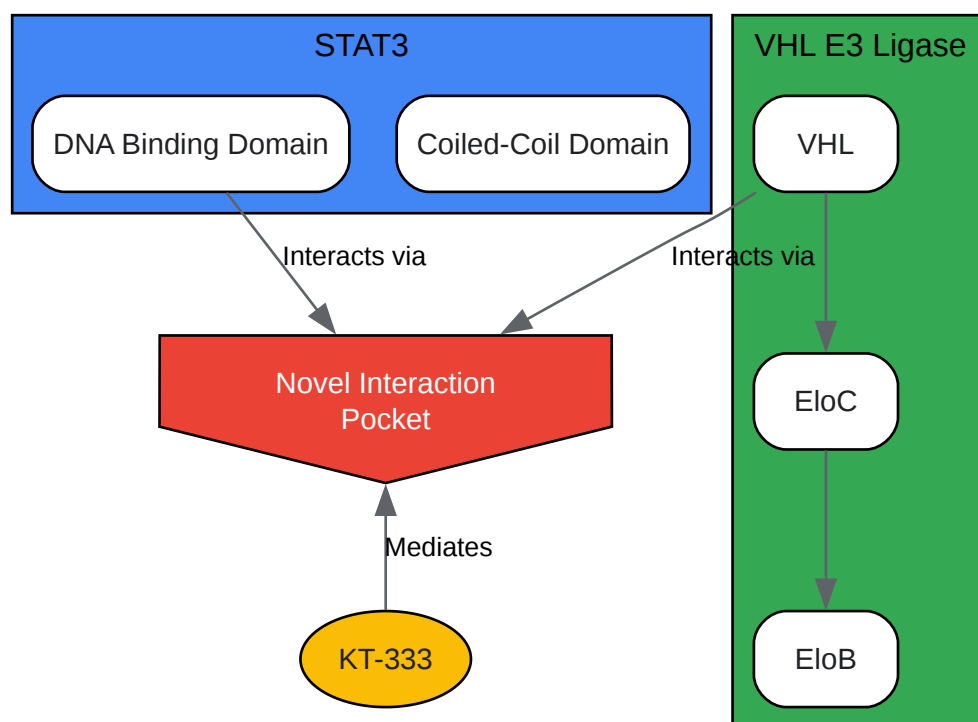 STAT3
VHL E3 Ligase
DNA Binding Domain
Coiled-Coil Domain
VHL
Interacts via
Interacts via
Novel Interaction
Pocket
EloC
Mediates
KT-333
EloB